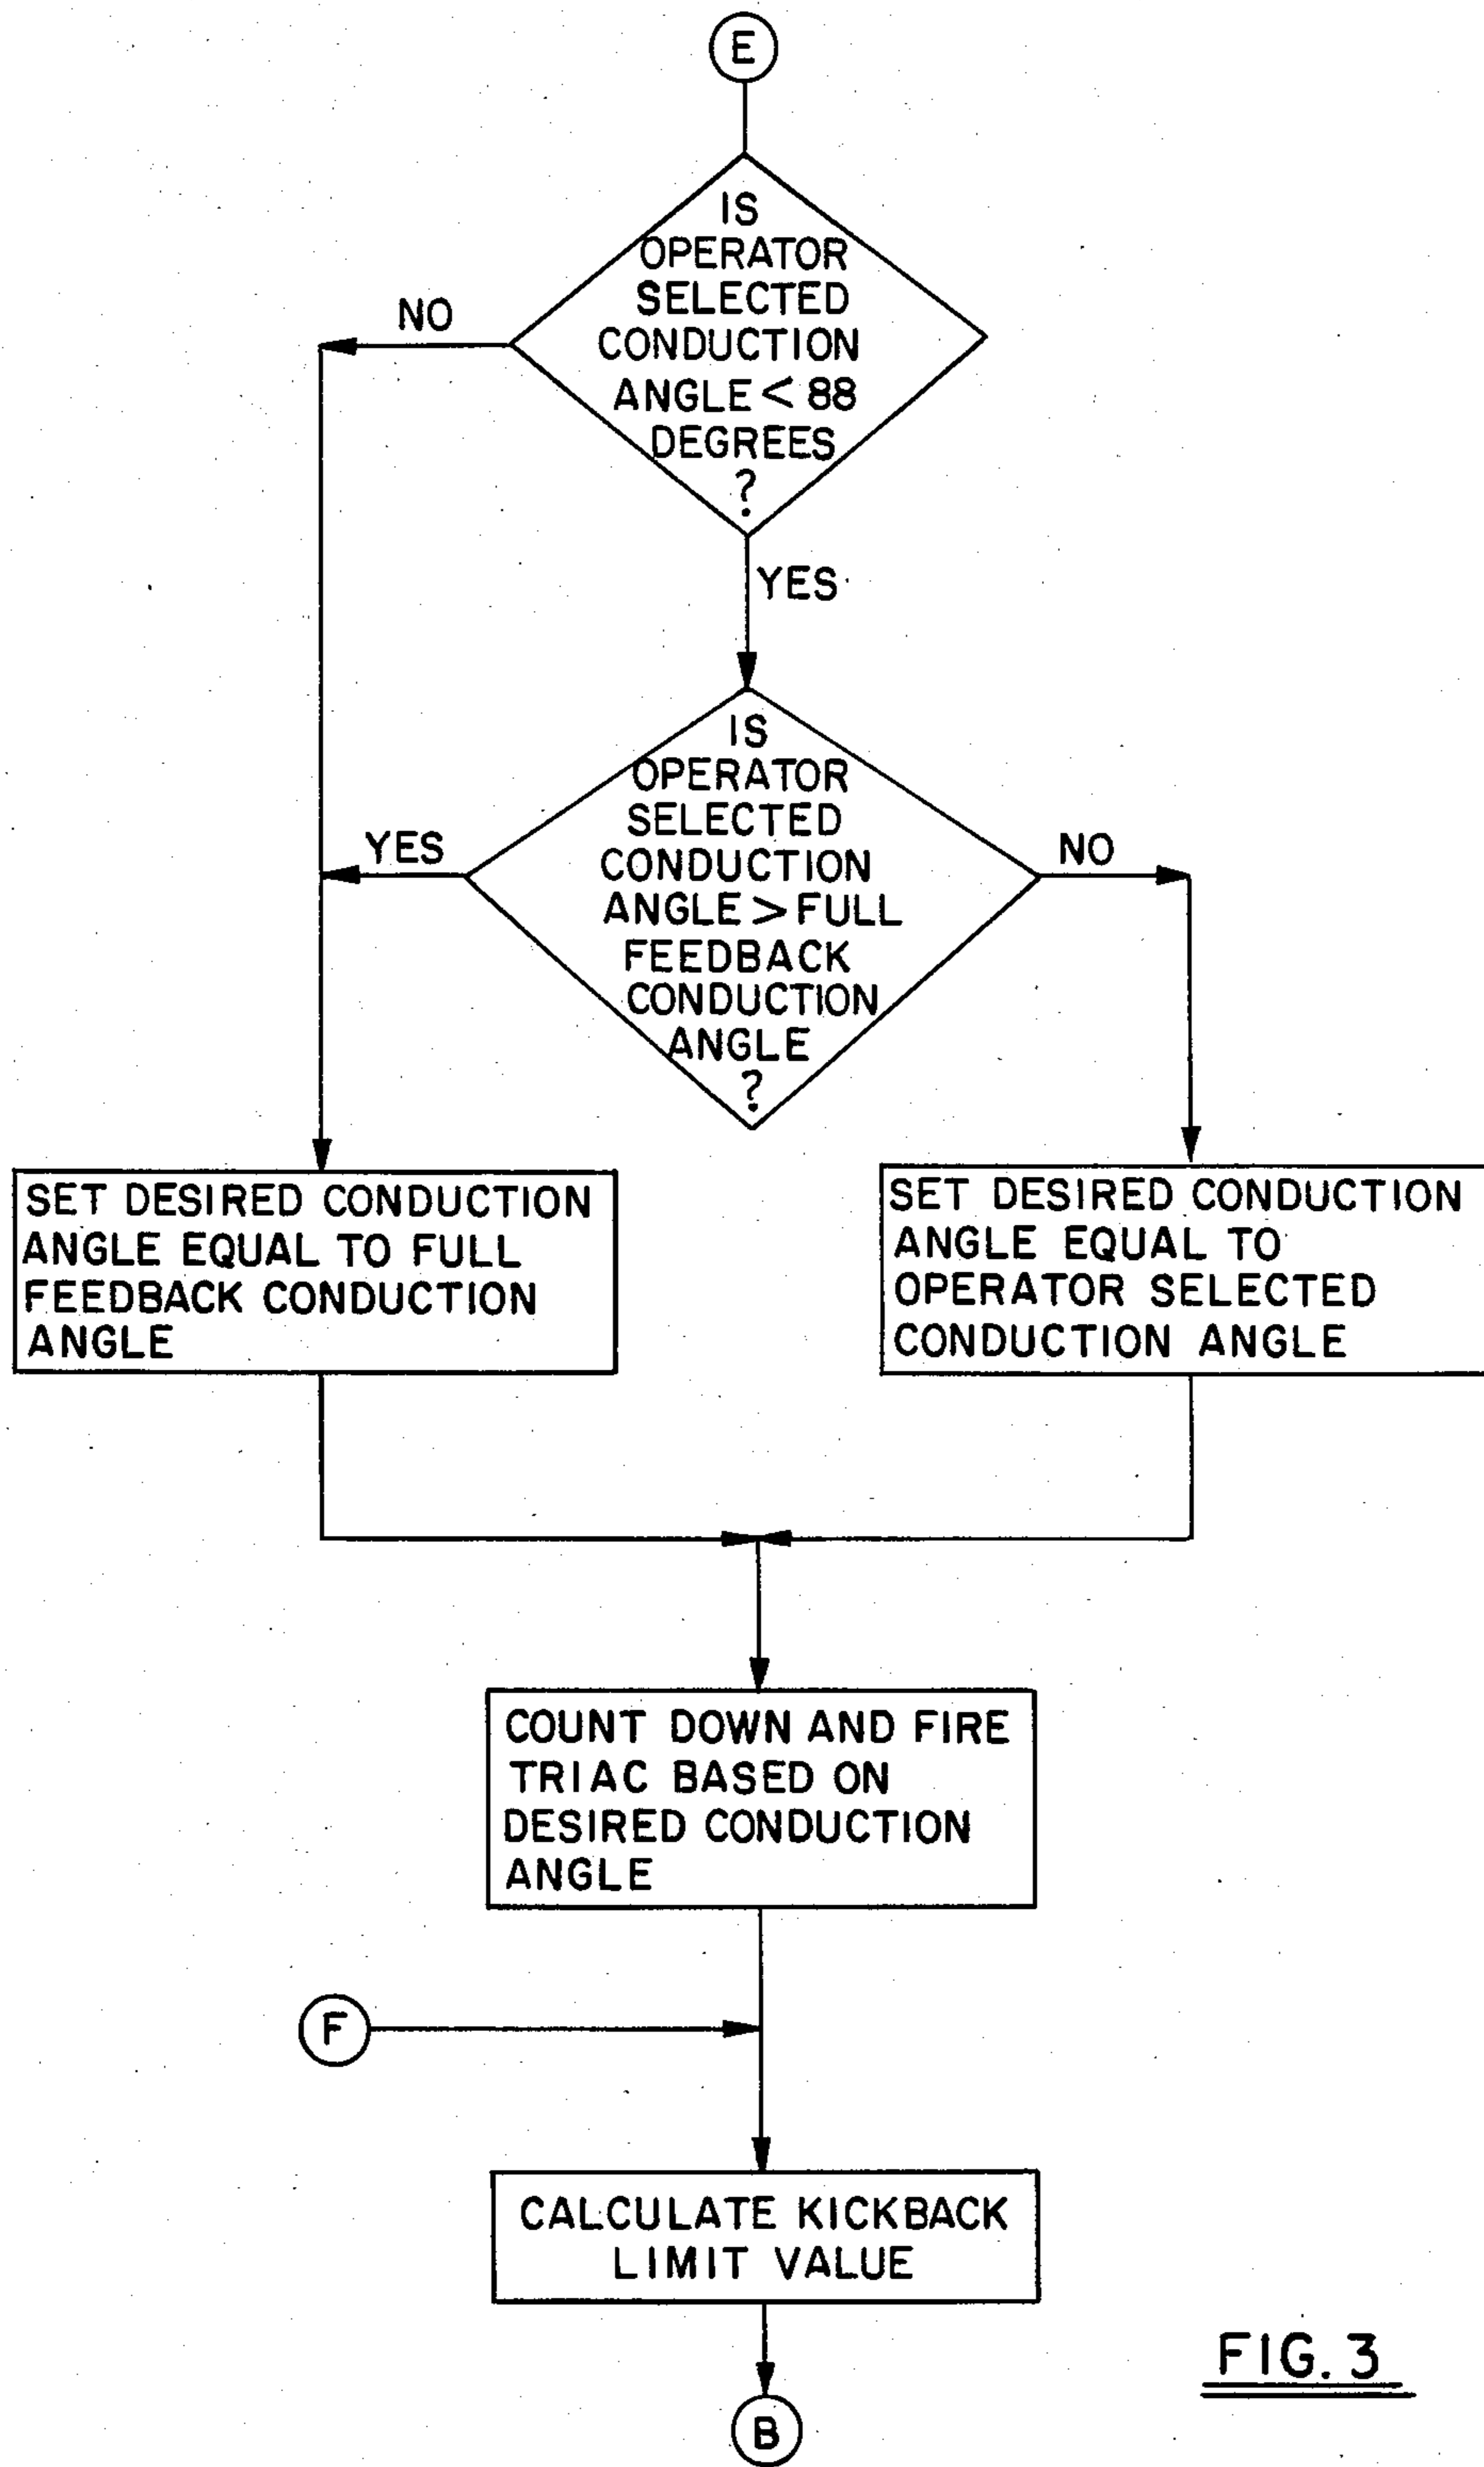 E
IS
OPERATOR
SELECTED
CONDUCTION
ANGLE < 88
DEGREES
?
NO
YES
IS
OPERATOR
SELECTED
CONDUCTION
ANGLE > FULL
FEEDBACK
CONDUCTION
ANGLE
?
YES
NO
SET DESIRED CONDUCTION
ANGLE EQUAL TO FULL
FEEDBACK CONDUCTION
ANGLE
SET DESIRED CONDUCTION
ANGLE EQUAL TO
OPERATOR SELECTED
CONDUCTION ANGLE
COUNT DOWN AND FIRE
TRIAC BASED ON
DESIRED CONDUCTION
ANGLE
F
CALCULATE KICKBACK
LIMIT VALUE
B
FIG. 3